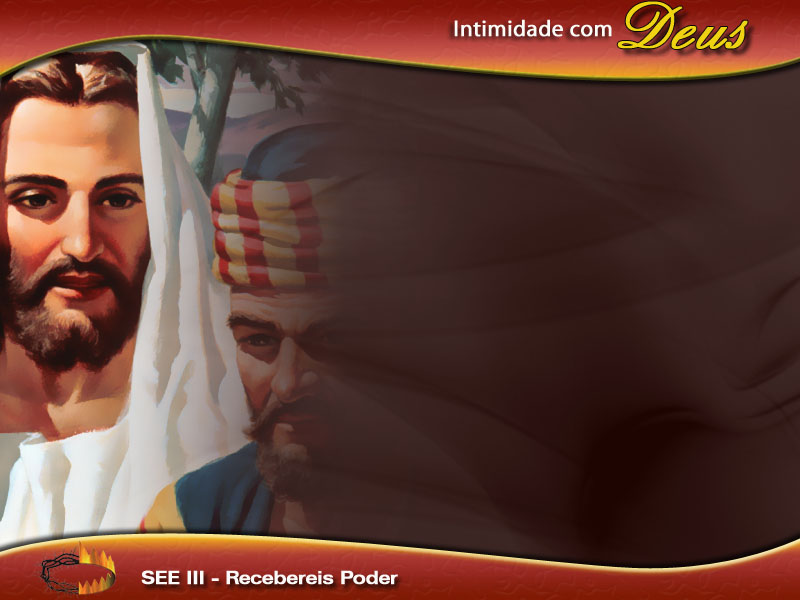 Intimidade com Deus
SEE III - Recebereis Poder